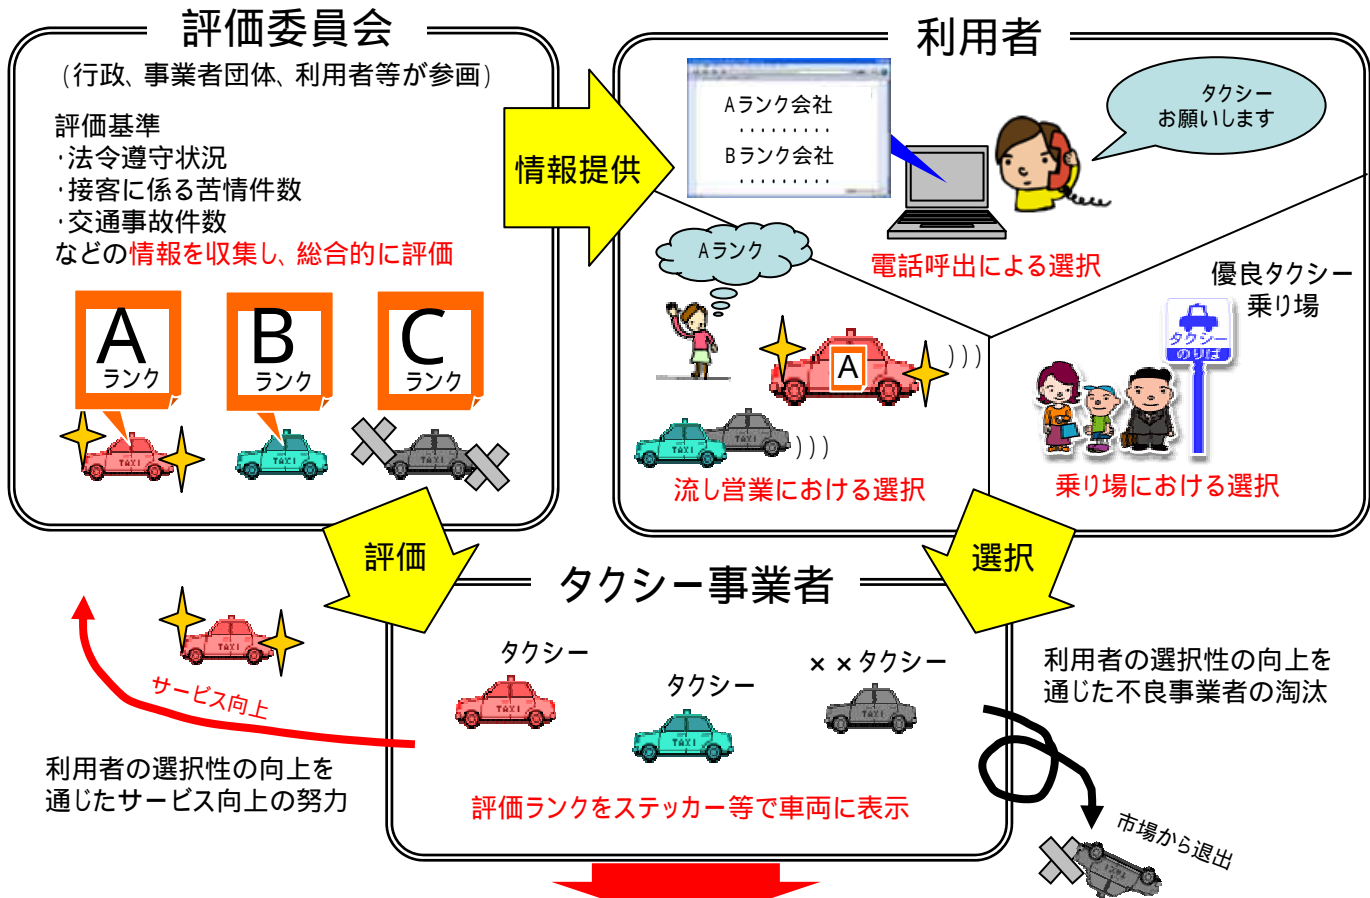 評価委員会
(行政、事業者団体、利用者等が参画)
評価基準
・法令遵守状況
・接客に係る苦情件数
・交通事故件数
などの情報を収集し、総合的に評価
A
ランク
B
ランク
C
ランク
TAXI
TAXI
TAXI
情報提供
利用者
Aランク会社
・・・・・・・・・
Bランク会社
・・・・・・・・・
タクシー
お願いします
電話呼出による選択
Aランク
A
)))
TAXI
TAXI
)))
流し営業における選択
優良タクシー
乗り場
タクシー
のりば
乗り場における選択
評価
選択
タクシー事業者
タクシー
TAXI
タクシー
TAXI
××タクシー
TAXI
評価ランクをステッカー等で車両に表示
TAXI
サービス向上
利用者の選択性の向上を
通じたサービス向上の努力
利用者の選択性の向上を
通じた不良事業者の淘汰
市場から退出
TAXI